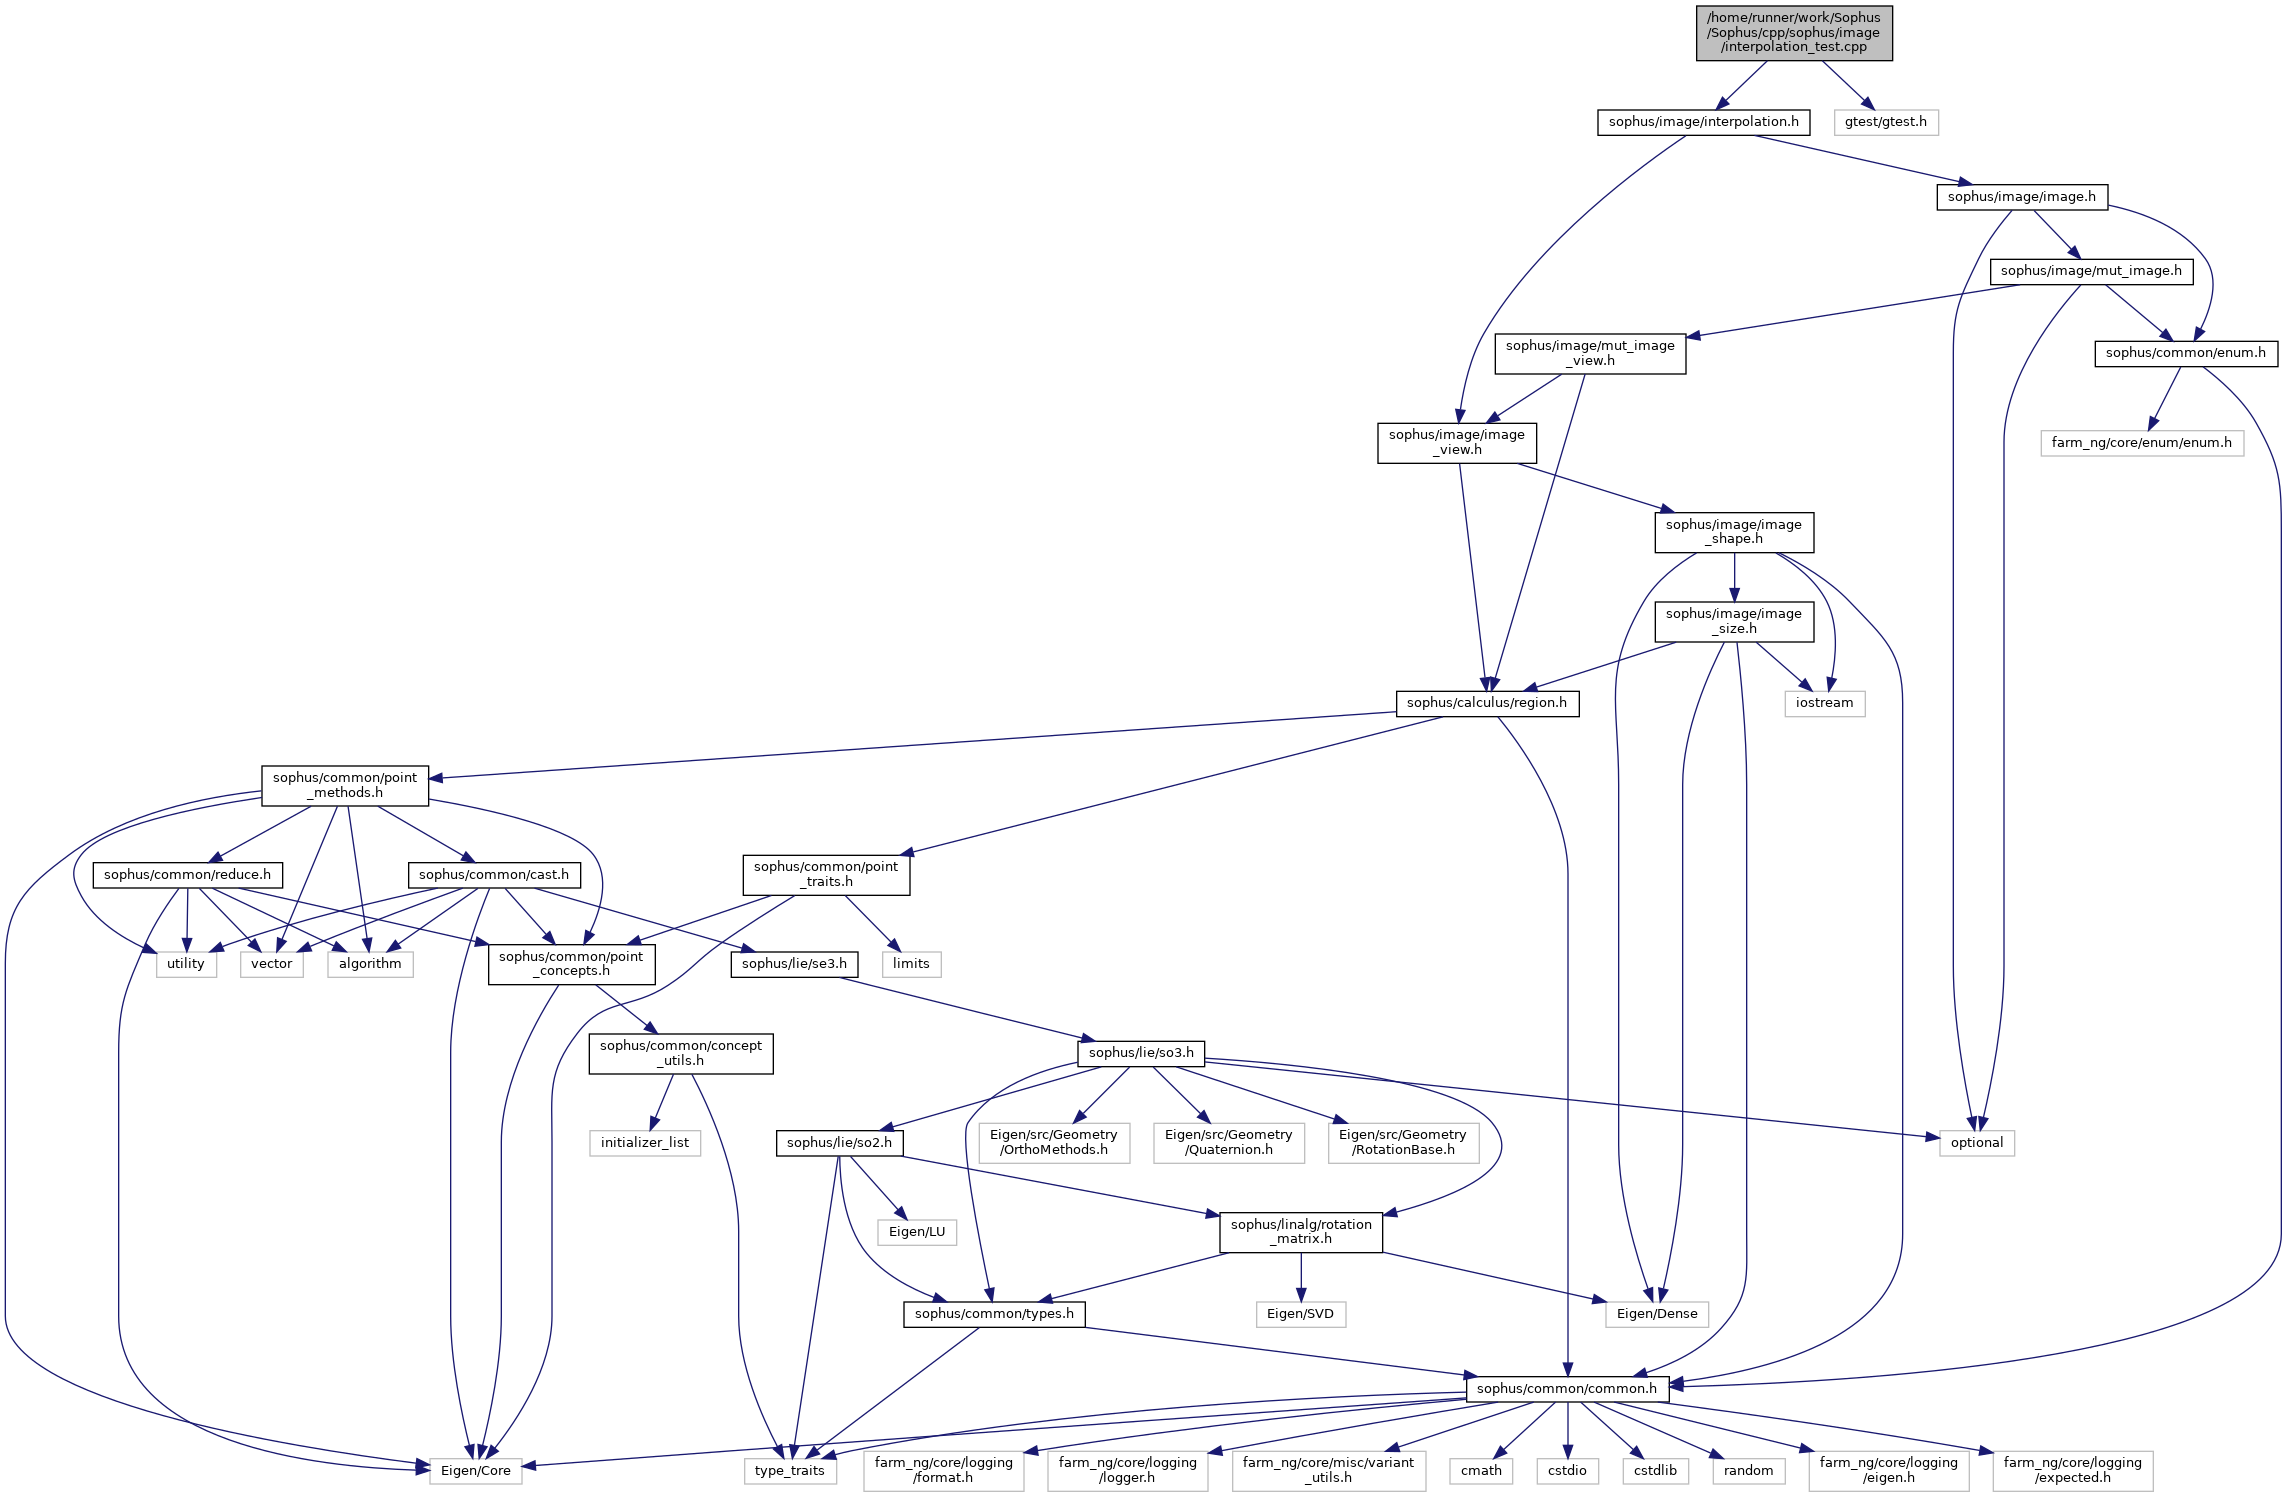 /home/runner/work/Sophus
/Sophus/cpp/sophus/image
/interpolation_test.cpp
sophus/image/interpolation.h
gtest/gtest.h
sophus/image/image.h
sophus/image/mut_image.h
sophus/image/mut_image
_view.h
sophus/common/enum.h
sophus/image/image
_view.h
farm_ng/core/enum/enum.h
sophus/image/image
_shape.h
sophus/image/image
_size.h
sophus/calculus/region.h
iostream
sophus/common/point
_methods.h
sophus/common/reduce.h
sophus/common/cast.h
sophus/common/point
_traits.h
utility
vector
algorithm
sophus/common/point
_concepts.h
sophus/lie/se3.h
limits
sophus/common/concept
_utils.h
sophus/lie/so3.h
initializer_list
sophus/lie/so2.h
Eigen/src/Geometry
/OrthoMethods.h
Eigen/src/Geometry
/Quaternion.h
Eigen/src/Geometry
/RotationBase.h
optional
Eigen/LU
sophus/linalg/rotation
_matrix.h
sophus/common/types.h
Eigen/SVD
Eigen/Dense
sophus/common/common.h
Eigen/Core
type_traits
farm_ng/core/logging
/format.h
farm_ng/core/logging
/logger.h
farm_ng/core/misc/variant
_utils.h
cmath
cstdio
cstdlib
random
farm_ng/core/logging
/eigen.h
farm_ng/core/logging
/expected.h